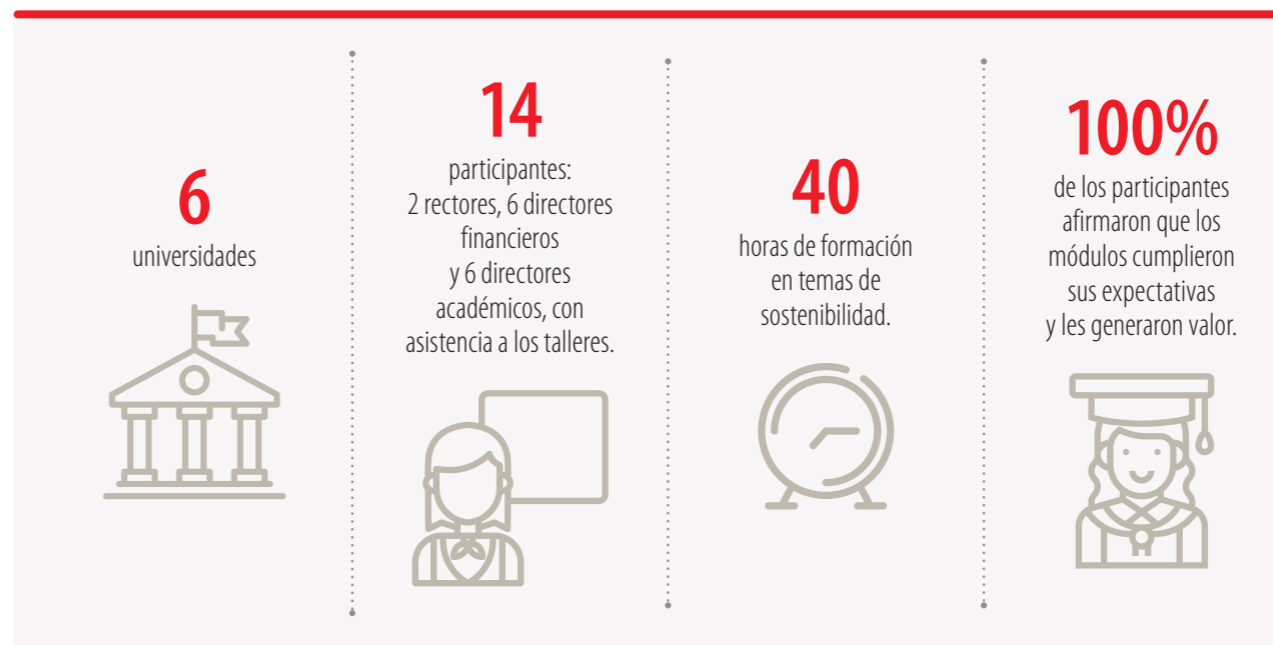 6
universidades
14
participantes:
2 rectores, 6 directores
financieros
y 6 directores
académicos, con
asistencia a los talleres.
40
horas de formación
en temas de
sostenibilidad.
100%
de los participantes
afirmaron que los
módulos cumplieron
sus expectativas
y les generaron valor.